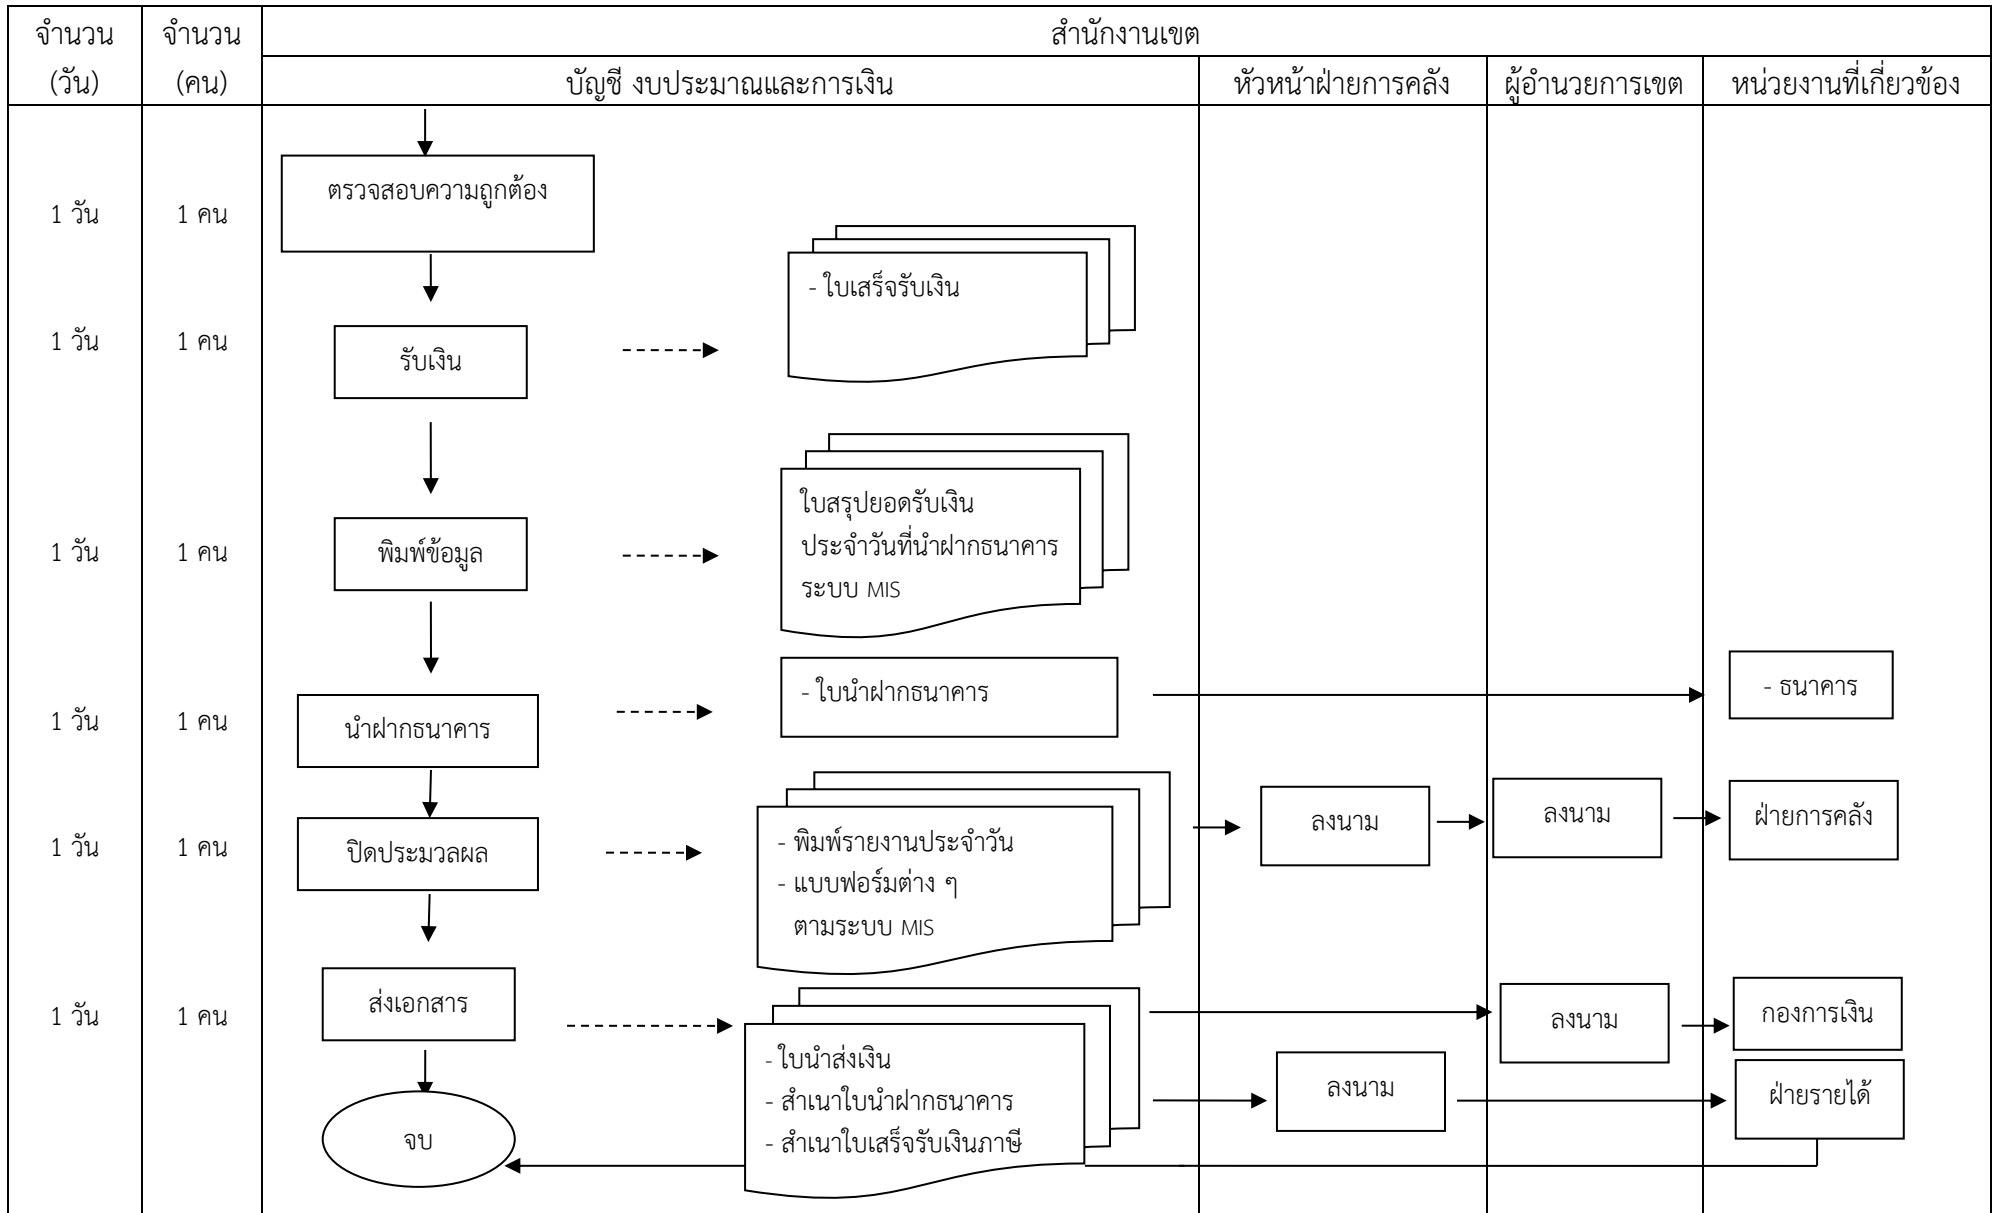 จำนวน
(วัน)
จำนวน
(คน)
สำนักงานเขต
บัญชี งบประมาณและการเงิน
หัวหน้าฝ่ายการคลัง
ผู้อำนวยการเขต
หน่วยงานที่เกี่ยวข้อง
ตรวจสอบความถูกต้อง
1 วัน
1 คน
- ใบเสร็จรับเงิน
1 วัน
1 คน
รับเงิน
ใบสรุปยอดรับเงิน
ประจำวันที่นำฝากธนาคาร
ระบบ MIS
1 วัน
1 คน
พิมพ์ข้อมูล
- ใบนำฝากธนาคาร
- ธนาคาร
1 วัน
1 คน
นำฝากธนาคาร
ลงนาม
ลงนาม
ฝ่ายการคลัง
1 วัน
1 คน
ปิดประมวลผล
- พิมพ์รายงานประจำวัน
- แบบฟอร์มต่าง ๆ
ตามระบบ MIS
1 วัน
1 คน
ส่งเอกสาร
ลงนาม
กองการเงิน
- ใบนำส่งเงิน
- สำเนาใบนำฝากธนาคาร
- สำเนาใบเสร็จรับเงินภาษี
ลงนาม
ฝ่ายรายได้
จบ